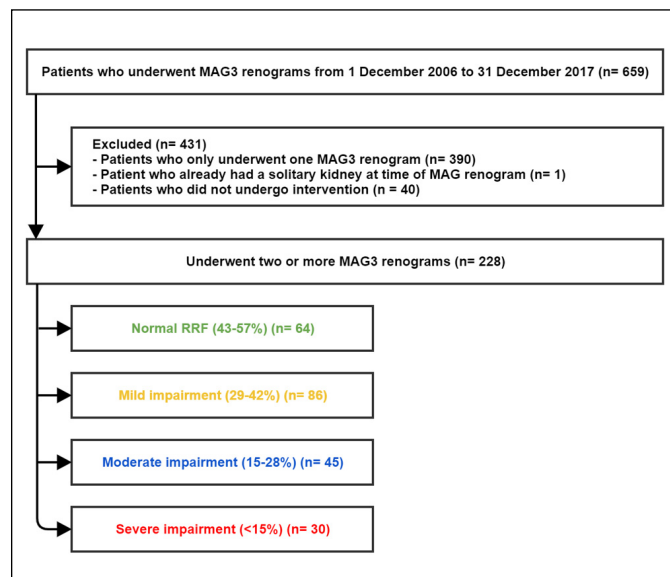 Patients who underwent MAG3 renograms from 1 December 2006 to 31 December 2017 (n= 659)
Excluded (n= 431)
- Patients who only underwent one MAG3 renogram (n= 390)
- Patient who already had a solitary kidney at time of MAG renogram (n= 1)
- Patients who did not undergo intervention (n = 40)
Underwent two or more MAG3 renograms (n= 228)
Normal RRF (43-57%) (n= 64)
Mild impairment (29-42%) (n= 86)
Moderate impairment (15-28%) (n= 45)
Severe impairment (<15%) (n= 30)